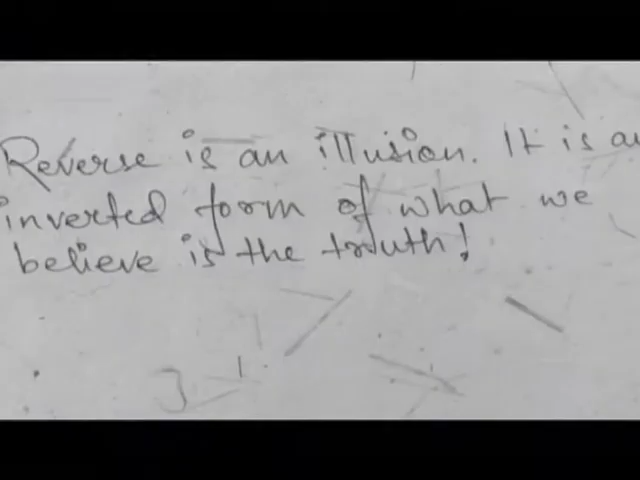 Reverse is an illusion. It is an
inverted form of what we
believe is the truth!